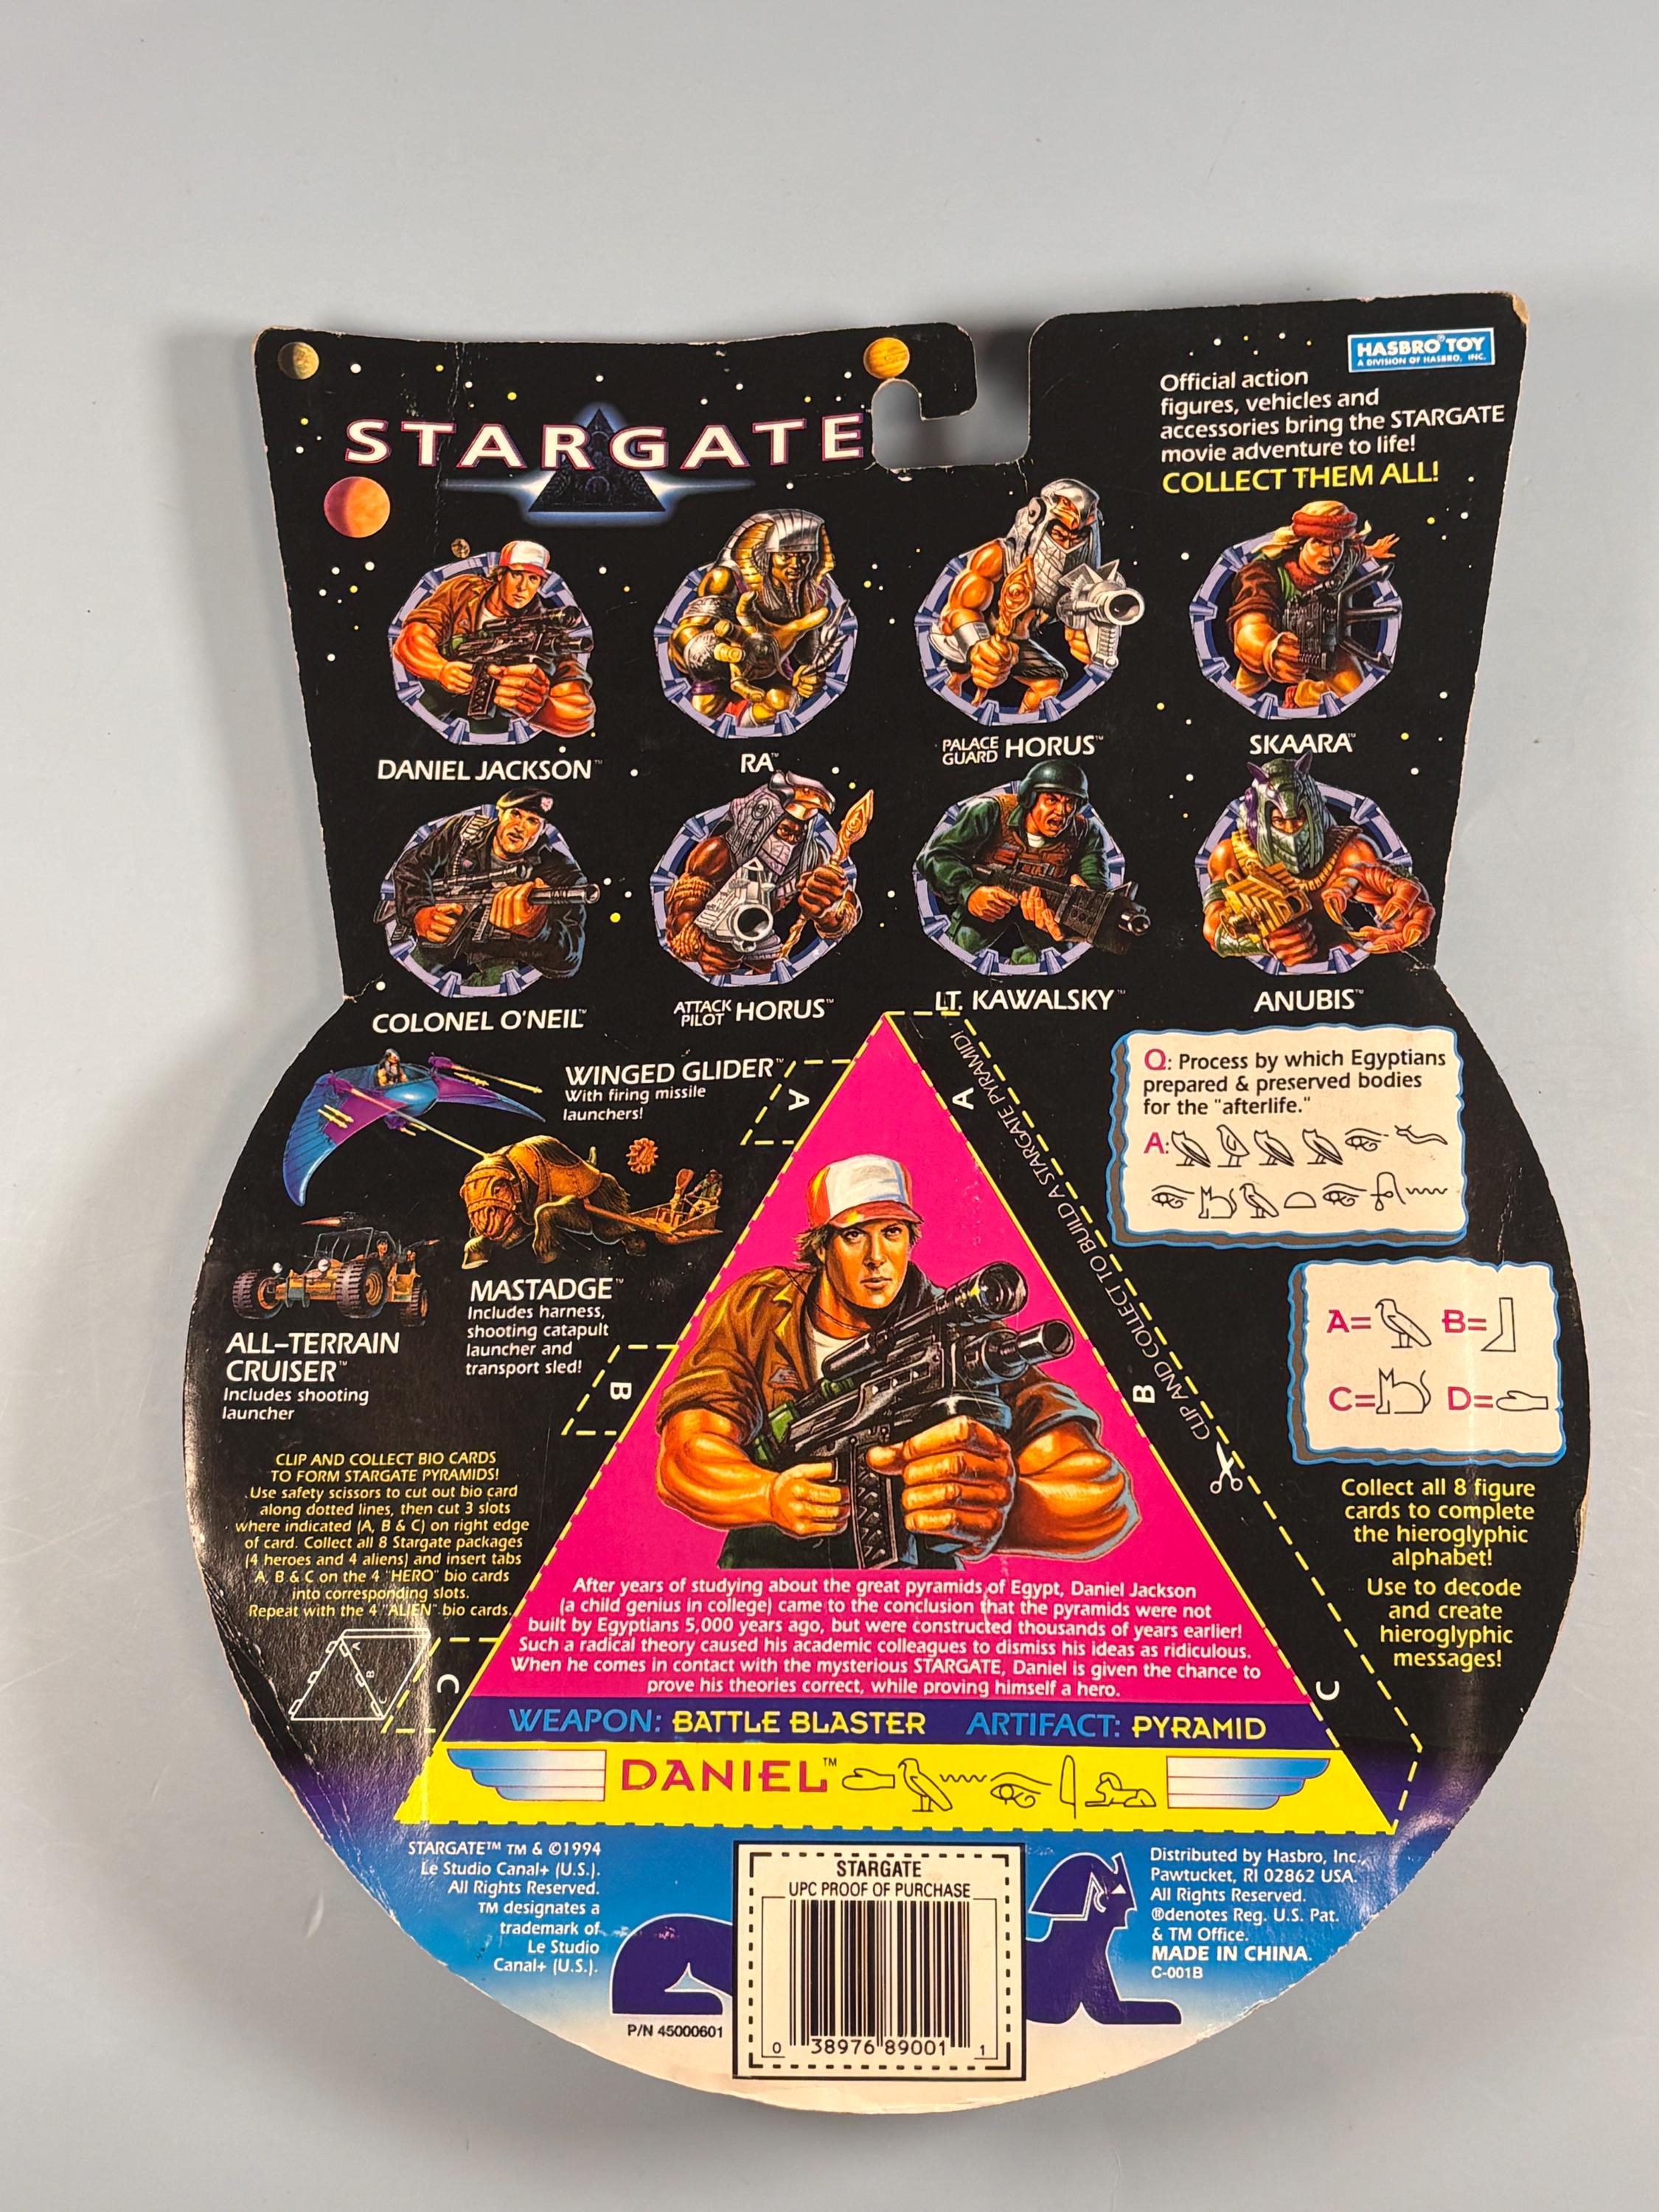 HASBRO® TOY
A DIVISION OF HASBRO, INC.
STARGATE
Official action
figures, vehicles and
accessories bring the STARGATE
movie adventure to life!
COLLECT THEM ALL!
DANIEL JACKSON™
RA™
PALACE GUARD HORUS™
SKAARA™
COLONEL O'NEIL™
ATTACK PILOT HORUS™
LT. KAWALSKY™
ANUBIS™
WINGED GLIDER™
With firing missile
launchers!
MASTADGE™
Includes harness,
shooting catapult
launcher and
transport sled!
ALL-TERRAIN
CRUISER™
Includes shooting
launcher
CLIP AND COLLECT BIO CARDS
TO FORM STARGATE PYRAMIDS!
Use safety scissors to cut out bio card
along dotted lines, then cut 3 slots
where indicated (A, B & C) on right edge
of card. Collect all 8 Stargate packages
(4 heroes and 4 aliens) and insert tabs
A, B & C on the 4 "HERO" bio cards
into corresponding slots.
Repeat with the 4 "ALIEN" bio cards.
A
B
C
A
B
C
A
B
C
CLIP AND COLLECT TO BUILD A STARGATE PYRAMID!
Q: Process by which Egyptians
prepared & preserved bodies
for the "afterlife."
A:
A= B=
C= D=
Collect all 8 figure
cards to complete
the hieroglyphic
alphabet!
Use to decode
and create
hieroglyphic
messages!
After years of studying about the great pyramids of Egypt, Daniel Jackson
(a child genius in college) came to the conclusion that the pyramids were not
built by Egyptians 5,000 years ago, but were constructed thousands of years earlier!
Such a radical theory caused his academic colleagues to dismiss his ideas as ridiculous.
When he comes in contact with the mysterious STARGATE, Daniel is given the chance to
prove his theories correct, while proving himself a hero.
WEAPON: BATTLE BLASTER ARTIFACT: PYRAMID
DANIEL™
STARGATE™ TM & ©1994
Le Studio Canal+ (U.S.).
All Rights Reserved.
TM designates a
trademark of
Le Studio
Canal+ (U.S.).
P/N 45000601
STARGATE
UPC PROOF OF PURCHASE
0 38976 89001 1
Distributed by Hasbro, Inc.
Pawtucket, RI 02862 USA.
All Rights Reserved.
®denotes Reg. U.S. Pat.
& TM Office.
MADE IN CHINA.
C-001B